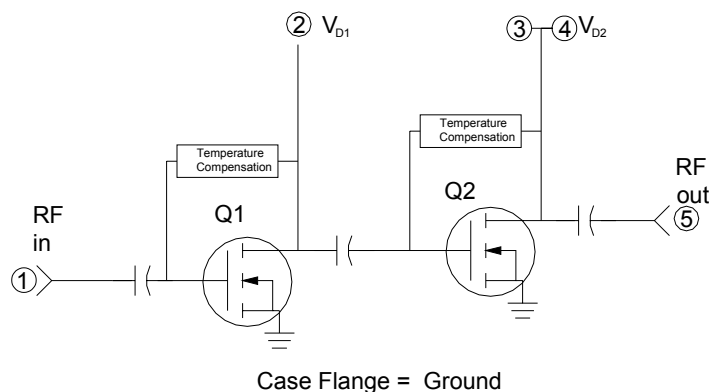 ② V_D1
③ ④ V_D2
Temperature
Compensation
Temperature
Compensation
Q1
Q2
RF
in
①
RF
out
⑤
Case Flange = Ground